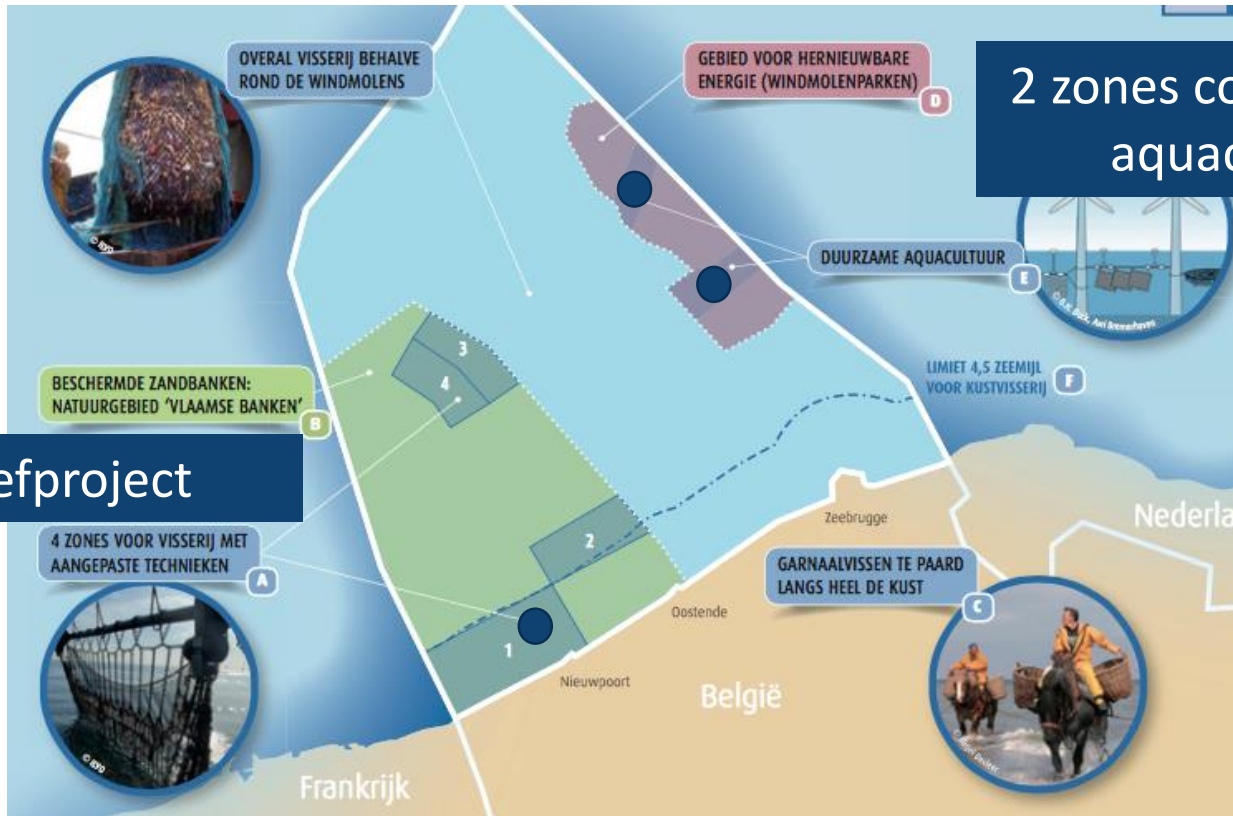 OVERAL VISSERIJ BEHALVE
ROND DE WINDMOLENS
GEBIED VOOR HERNIEUWBARE
ENERGIE (WINDMOLENPARKEN)
D
2 zones
© ILVO
DUURZAME AQUACULTUUR
E
LIMIET 4,5 ZEEMIJL
VOOR KUSTVISSERIJ
F
3
4
BESCHERMDE ZANDBANKEN:
NATUURGEBIED ‘VLAAMSE BANKEN’
B
efproject
4 ZONES VOOR VISSERIJ MET
AANGEPASTE TECHNIEKEN
A
2
1
Zeebrugge
Nederla
GARNAALVISSEN TE PAARD
LANGS HEEL DE KUST
C
Oostende
Nieuwpoort
België
Frankrijk
© ILVO